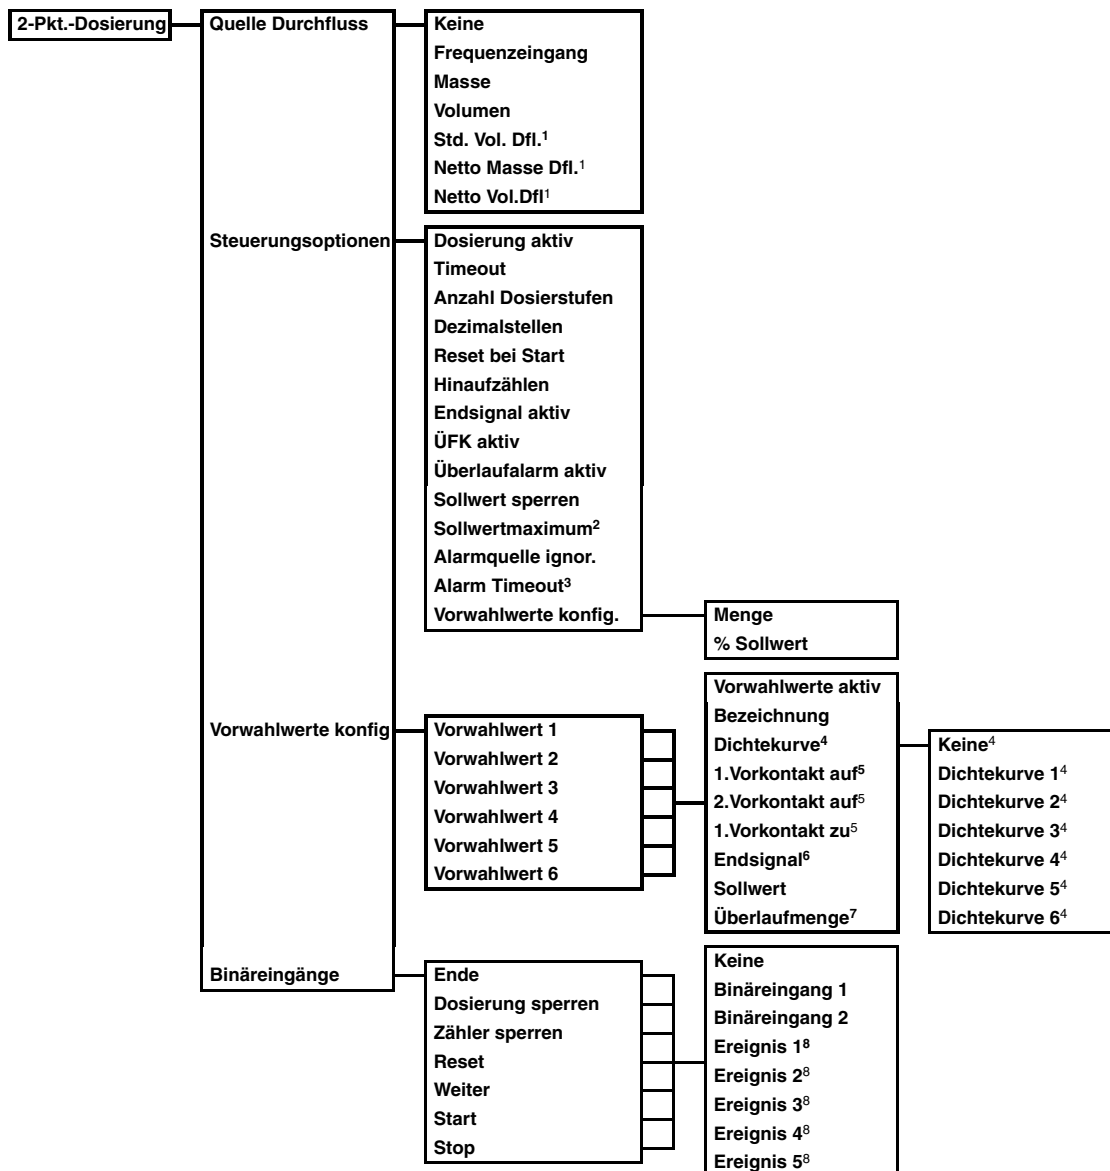 2-Pkt.-Dosierung
Quelle Durchfluss
Keine
Frequenzeingang
Masse
Volumen
Std. Vol. Dfl.¹
Netto Masse Dfl.¹
Netto Vol.Dfl¹
Steuerungsoptionen
Dosierung aktiv
Timeout
Anzahl Dosierstufen
Dezimalstellen
Reset bei Start
Hinaufzählen
Endsignal aktiv
ÜFK aktiv
Überlaufalarm aktiv
Sollwert sperren
Sollwertmaximum²
Alarmquelle ignor.
Alarm Timeout³
Vorwahlwerte konfig.
Menge
% Sollwert
Vorwahlwerte konfig
Vorwahlwert 1
Vorwahlwert 2
Vorwahlwert 3
Vorwahlwert 4
Vorwahlwert 5
Vorwahlwert 6
Vorwahlwerte aktiv
Bezeichnung
Dichtekurve⁴
1.Vorkontakt auf⁵
2.Vorkontakt auf⁵
1.Vorkontakt zu⁵
Endsignal⁶
Sollwert
Überlaufmenge⁷
Keine⁴
Dichtekurve 1⁴
Dichtekurve 2⁴
Dichtekurve 3⁴
Dichtekurve 4⁴
Dichtekurve 5⁴
Dichtekurve 6⁴
Binäreingänge
Ende
Dosierung sperren
Zähler sperren
Reset
Weiter
Start
Stop
Keine
Binäreingang 1
Binäreingang 2
Ereignis 1⁸
Ereignis 2⁸
Ereignis 3⁸
Ereignis 4⁸
Ereignis 5⁸